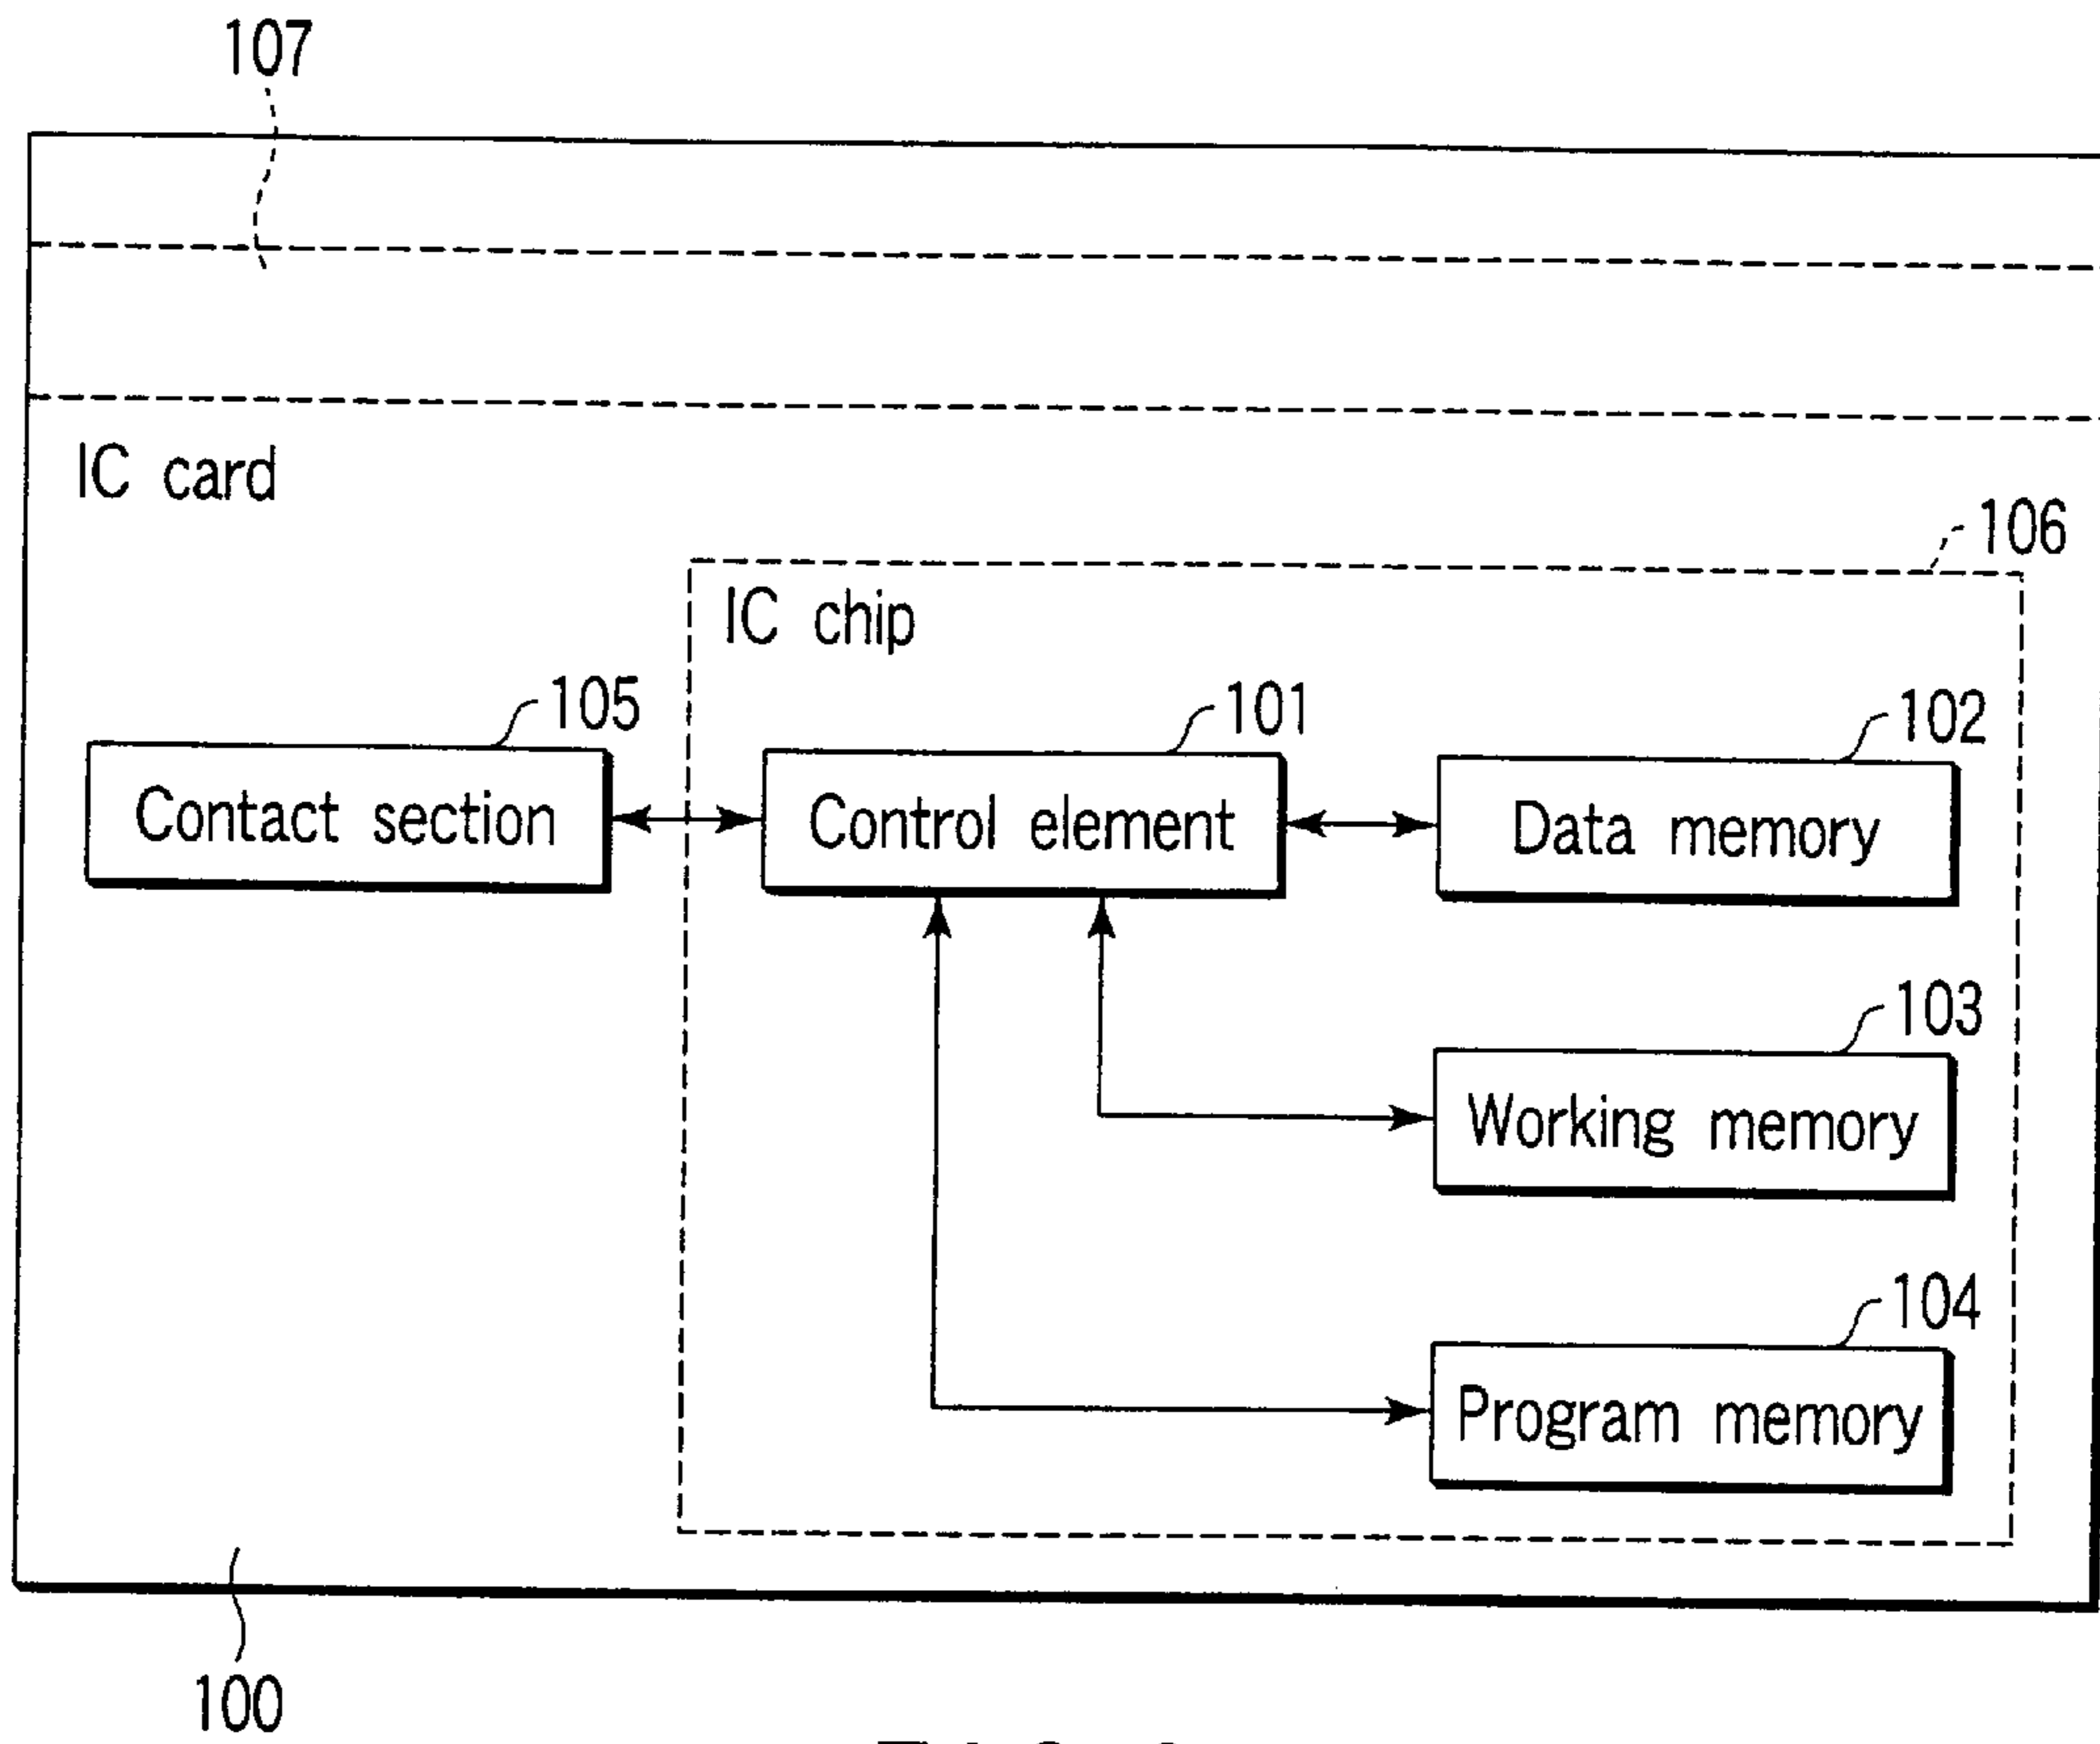 107
IC card
106
IC chip
105
101
102
Contact section
Control element
Data memory
103
Working memory
104
Program memory
100